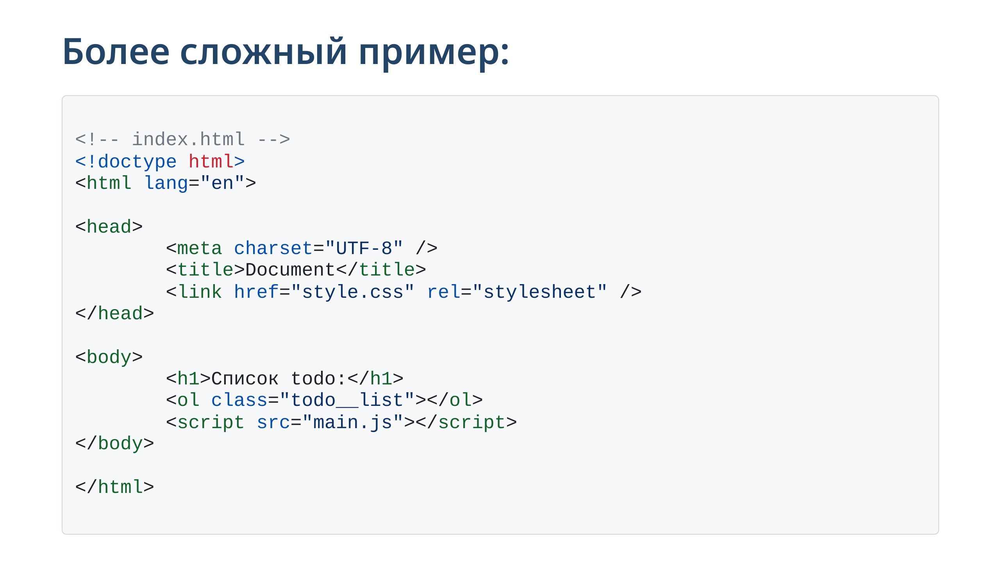 Более сложный пример:
<!-- index.html -->
<!doctype html>
<html lang="en">
<head>
<meta charset="UTF-8" />
<title>Document</title>
<link href="style.css" rel="stylesheet" />
</head>
<body>
<h1>Список todo:</h1>
<ol class="todo__list"></ol>
<script src="main.js"></script>
</body>
</html>